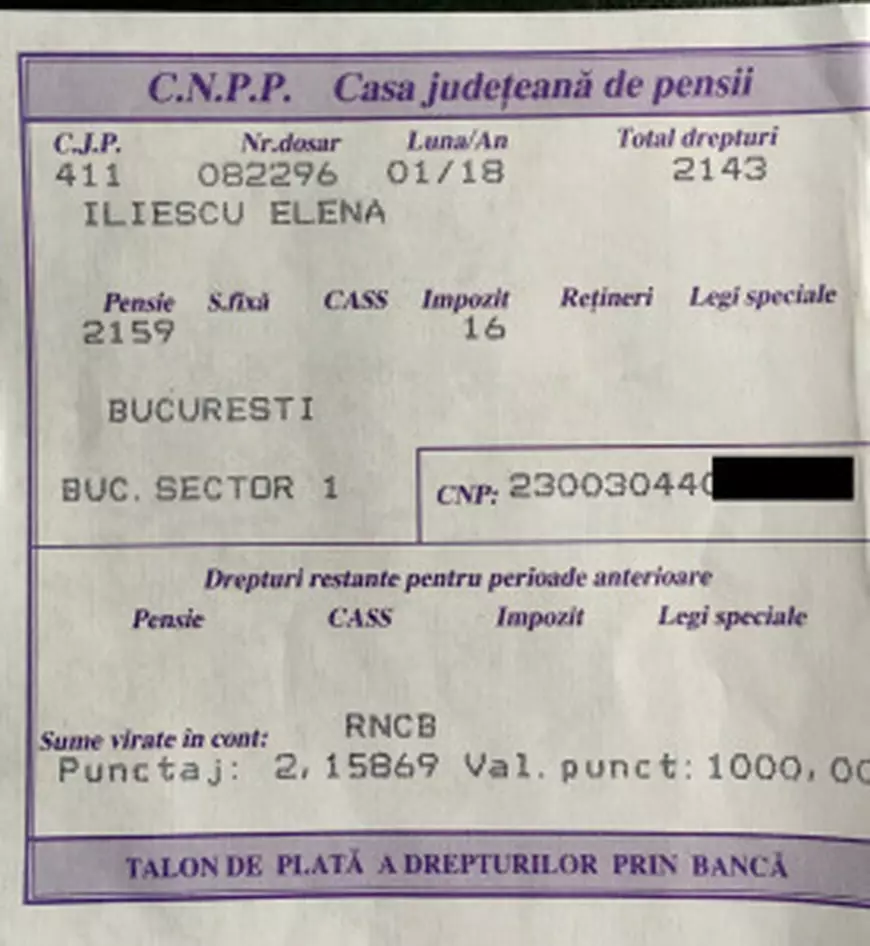 C.N.P.P. Casa județeană de pensii
C.J.P. Nr.dosar Luna/An Total drepturi
411 082296 01/18 2143
ILIESCU ELENA
Pensie S.fixă CASS Impozit Rețineri Legi speciale
2159 16
BUCURESTI
BUC. SECTOR 1 CNP: 230030440
Drepturi restante pentru perioade anterioare
Pensie CASS Impozit Legi speciale
Sume virate în cont: RNCB
Punctaj: 2,15869 Val. punct: 1000,00
TALON DE PLATĂ A DREPTURILOR PRIN BANCĂ